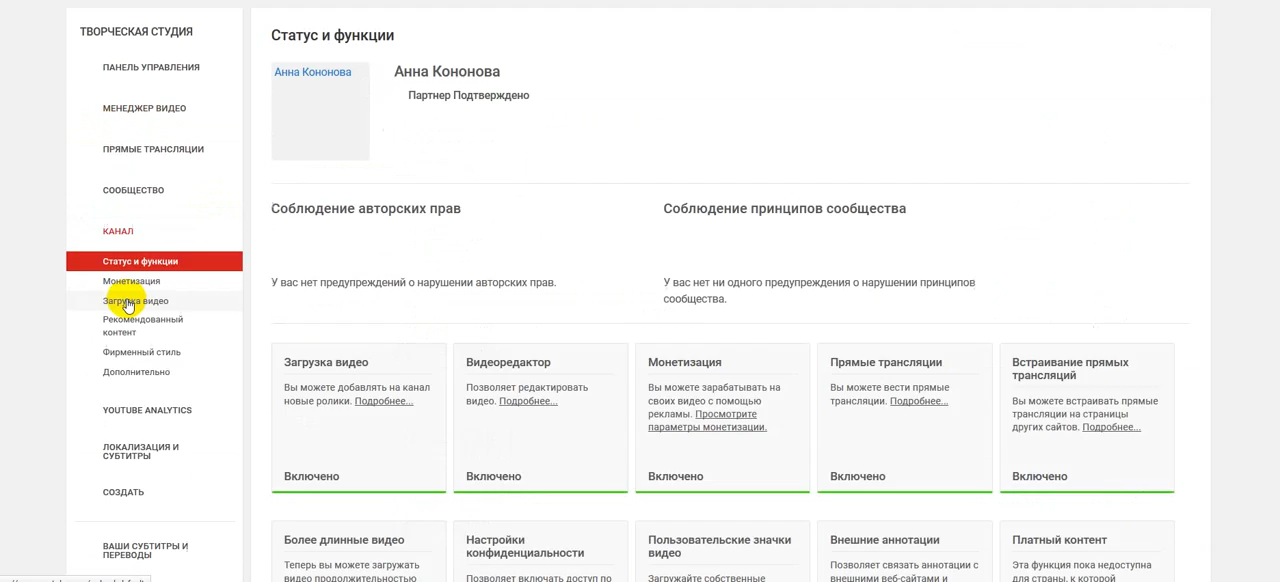 ТВОРЧЕСКАЯ СТУДИЯ
ПАНЕЛЬ УПРАВЛЕНИЯ
МЕНЕДЖЕР ВИДЕО
ПРЯМЫЕ ТРАНСЛЯЦИИ
СООБЩЕСТВО
КАНАЛ
Статус и функции
Монетизация
Загрузка видео
Рекомендованный
контент
Фирменный стиль
Дополнительно
YOUTUBE ANALYTICS
ЛОКАЛИЗАЦИЯ И
СУБТИТРЫ
СОЗДАТЬ
ВАШИ СУБТИТРЫ И
ПЕРЕВОДЫ
Статус и функции
Анна Кононова
Анна Кононова
Партнер Подтверждено
Соблюдение авторских прав
У вас нет предупреждений о нарушении авторских прав.
Соблюдение принципов сообщества
У вас нет ни одного предупреждения о нарушении принципов
сообщества.
Загрузка видео
Вы можете добавлять на канал
новые ролики. Подробнее...
Включено
Видеоредактор
Позволяет редактировать
видео. Подробнее...
Включено
Монетизация
Вы можете зарабатывать на
своих видео с помощью
рекламы. Просмотрите
параметры монетизации.
Включено
Прямые трансляции
Вы можете вести прямые
трансляции. Подробнее...
Включено
Встраивание прямых
трансляций
Вы можете встраивать прямые
трансляции на страницы
других сайтов. Подробнее...
Включено
Более длинные видео
Теперь вы можете загружать
видео продолжительностью
Настройки
конфиденциальности
Позволяет включать доступ по
Пользовательские значки
видео
Загружайте собственные
Внешние аннотации
Позволяет связать аннотации с
внешними веб-сайтами и
Платный контент
Эта функция пока недоступна
для страны, к которой